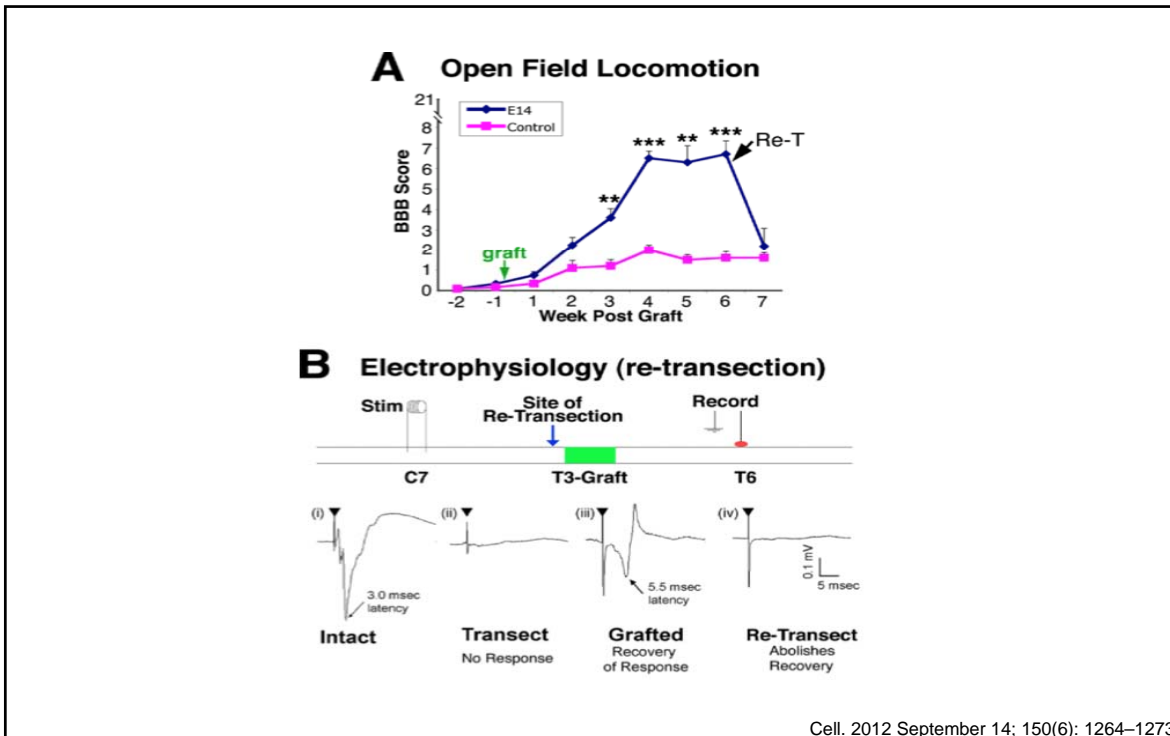 A Open Field Locomotion
21
8
7
6
5
4
3
2
1
0
BBB Score
E14
Control
graft
**
***
**
***
Re-T
-2 -1 1 2 3 4 5 6 7
Week Post Graft
B Electrophysiology (re-transection)
Stim
Site of
Re-Transection
Record
C7
T3-Graft
T6
(i)
3.0 msec
latency
Intact
(ii)
Transect
No Response
(iii)
5.5 msec
latency
Grafted
Recovery
of Response
(iv)
0.1 mV
5 msec
Re-Transect
Abolishes
Recovery
Cell. 2012 September 14; 150(6): 1264–1273